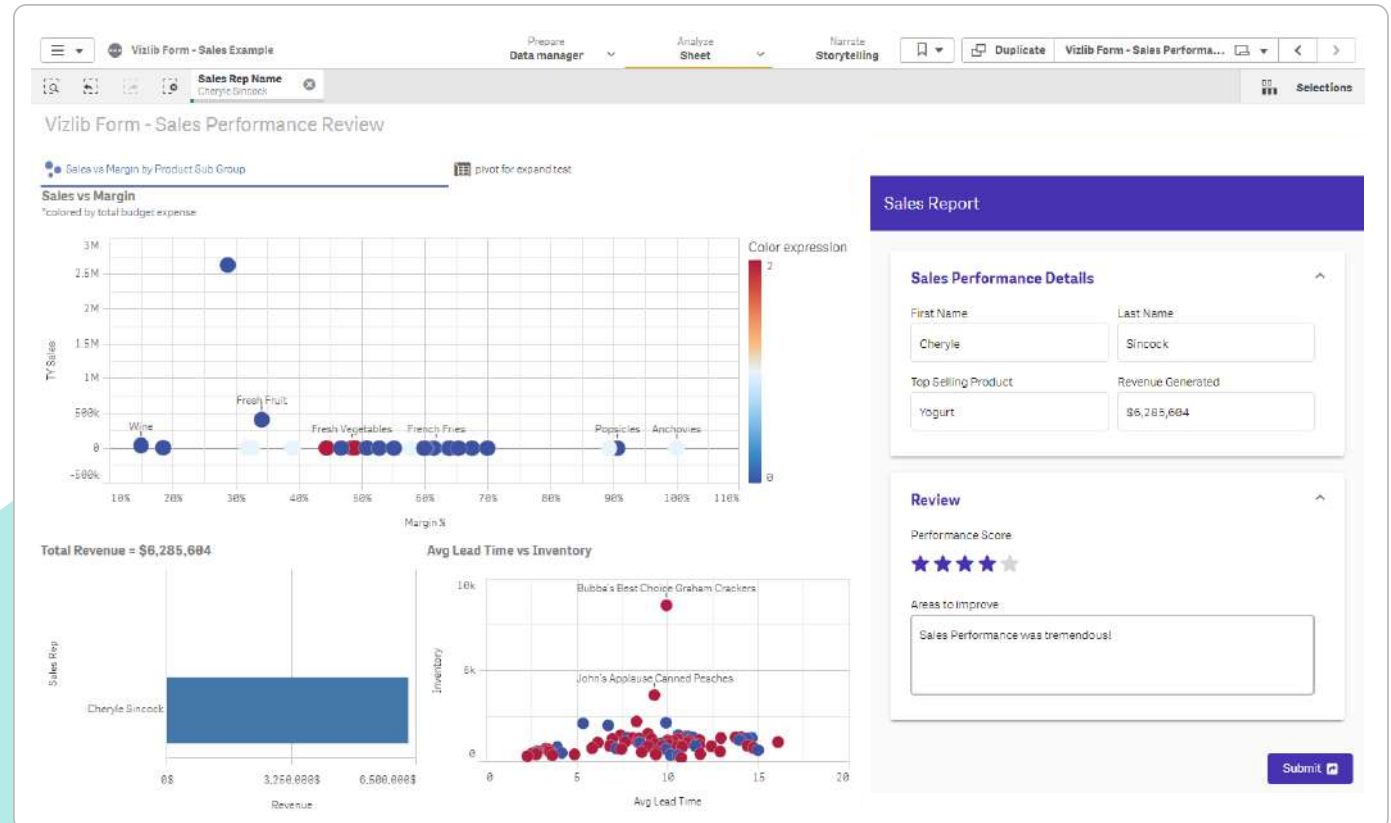 Vizlib Form - Sales Example
Prepare
Data manager
Analyze
Sheet
Narrate
Storytelling
Duplicate
Vizlib Form - Sales Performa...
Sales Rep Name
Cheryle Sincock
Selections
Vizlib Form - Sales Performance Review
Sales vs Margin by Product Sub Group
pivot for expand test
Sales vs Margin
*colored by total budget expense
3M
2.5M
2M
1.5M
1M
500k
0
-500k
TY Sales
Wine
Fresh Fruit
Fresh Vegetables
French Fries
Popsicles
Anchovies
10%
20%
30%
40%
50%
60%
70%
80%
90%
100%
110%
Margin %
Color expression
2
0
Total Revenue = $6,285,604
Sales Rep
Cheryle Sincock
0$
3,250,000$
6,500,000$
Revenue
Avg Lead Time vs Inventory
10k
5k
0
Inventory
Bubba's Best Choice Graham Crackers
John's Applause Canned Peaches
0
5
10
15
20
Avg Lead Time
Sales Report
Sales Performance Details
First Name
Last Name
Cheryle
Sincock
Top Selling Product
Revenue Generated
Yogurt
$6,285,604
Review
Performance Score
Areas to improve
Sales Performance was tremendous!
Submit